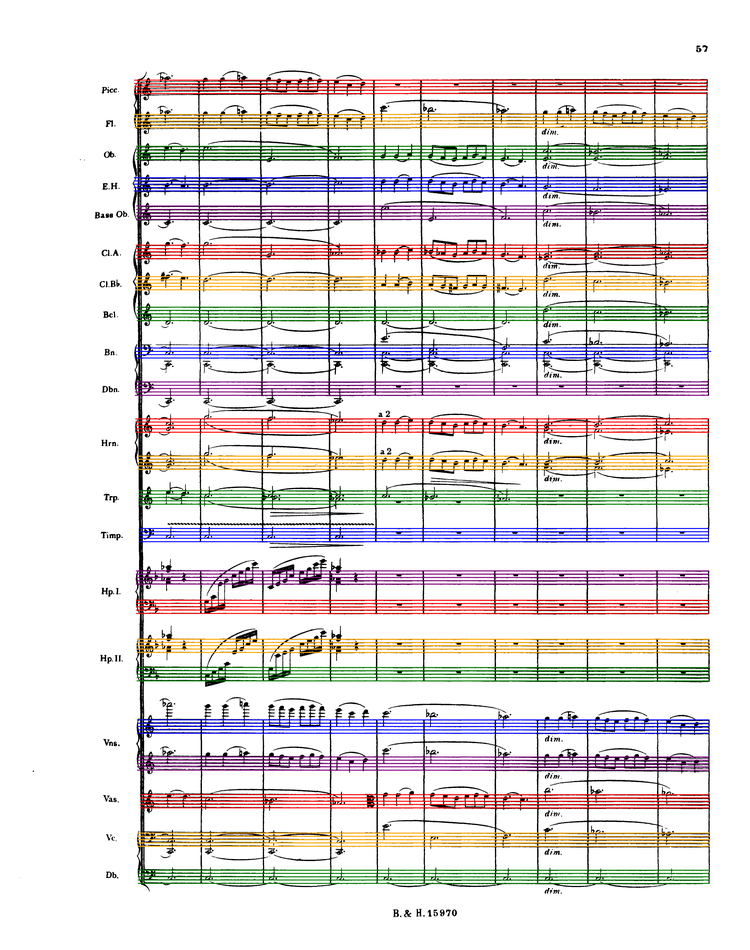 57
Picc.
Fl.
dim.
Ob.
dim.
E.H.
dim.
Bass Ob.
dim.
Cl.A.
dim.
Cl.B♭.
dim.
Bcl.
dim.
Bn.
dim.
Dbn.
a 2
Hrn.
dim.
a 2
dim.
Trp.
Timp.
Hp.I.
Hp.II.
Vns.
dim.
dim.
Vas.
dim.
Vc.
dim.
Db.
dim.
B. & H. 15970